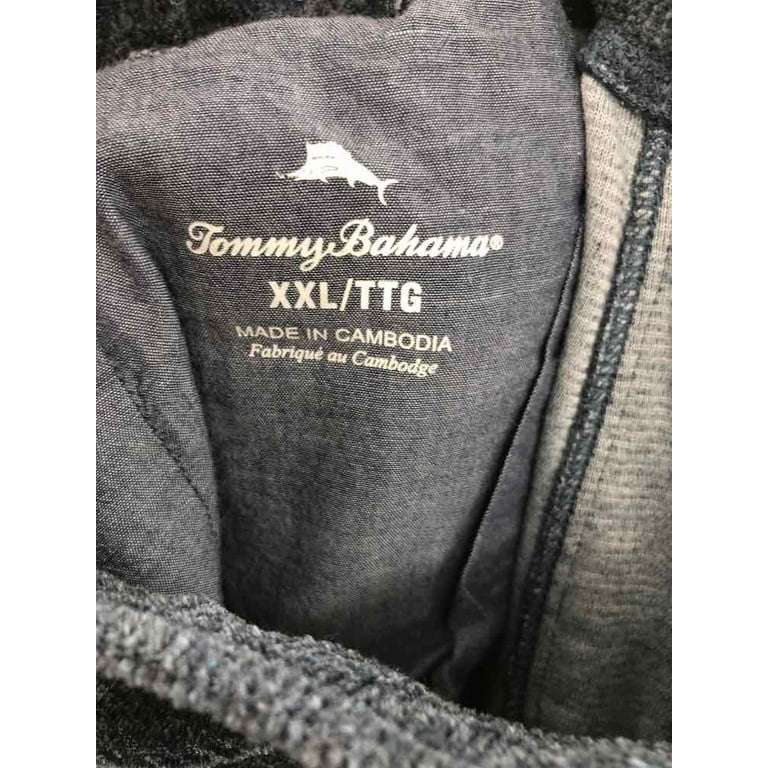 Tommy Bahama®
XXL/TTG
MADE IN CAMBODIA
Fabriqué au Cambodge